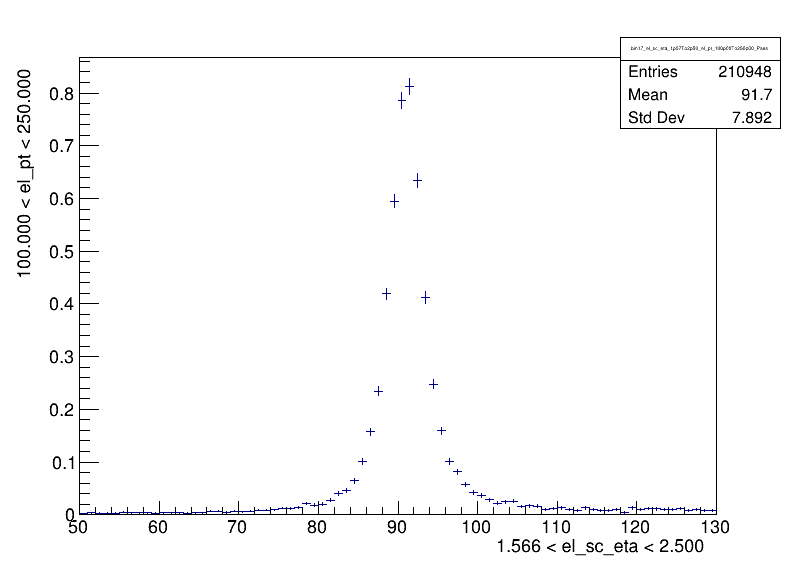 bin17_el_sc_eta_1p57To2p50_el_pt_100p00To250p00_Pass
Entries 210948
Mean 91.7
Std Dev 7.892
100.000 < el_pt < 250.000
0.8
0.7
0.6
0.5
0.4
0.3
0.2
0.1
0
50 60 70 80 90 100 110 120 130
1.566 < el_sc_eta < 2.500